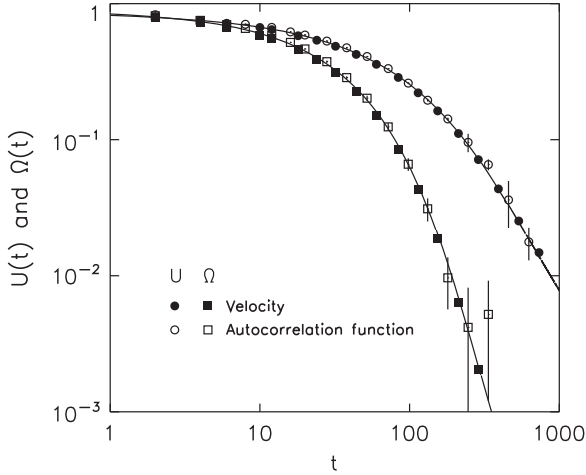 1
10⁻¹
10⁻²
10⁻³
U(t) and Ω(t)
U Ω
Velocity
Autocorrelation function
1 10 100 1000
t